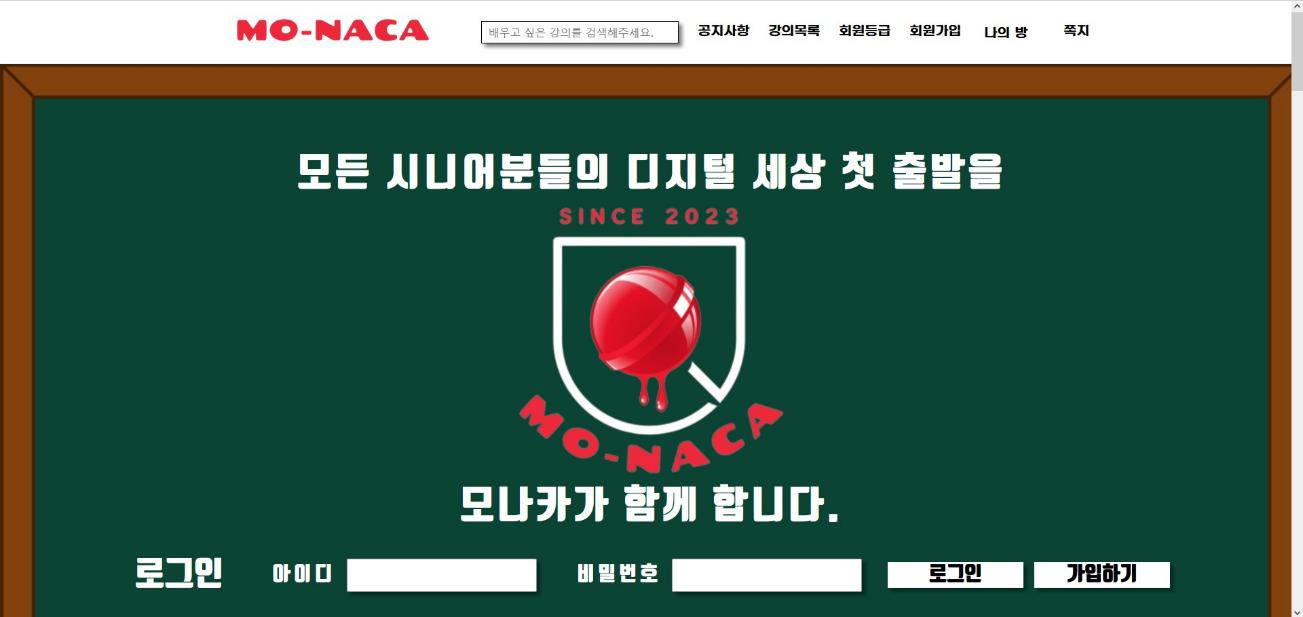 MO-NACA 배우고 싶은 강의를 검색해주세요. 공지사항 강의목록 회원등급 회원가입 나의 방 쪽지
모든 시니어분들의 디지털 세상 첫 출발을
SINCE 2023
MO-NACA
모나카가 함께 합니다.
로그인 아이디 비밀번호 로그인 가입하기